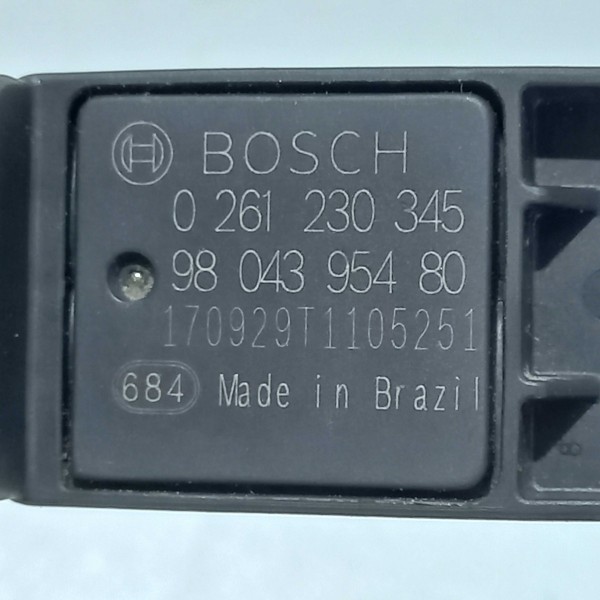 BOSCH
0 261 230 345
98 043 954 80
170929T1105251
684 Made in Brazil